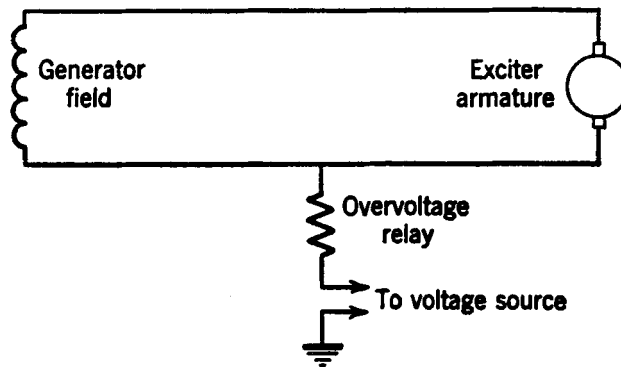 Generator
field
Exciter
armature
Overvoltage
relay
To voltage source